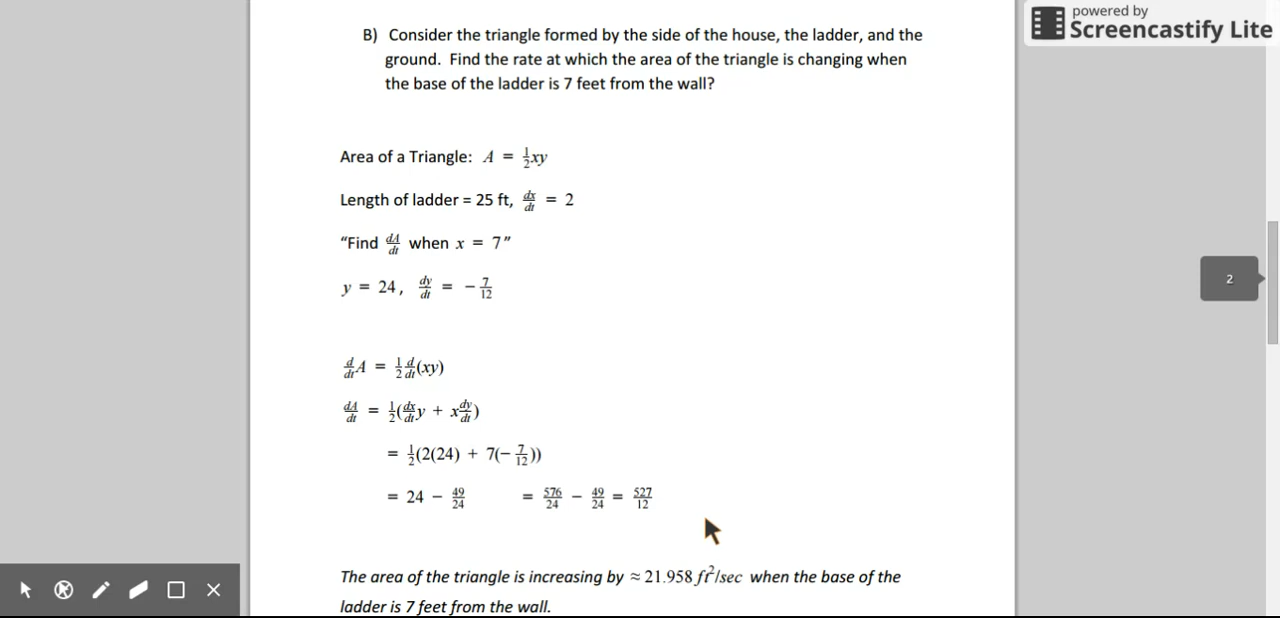 powered by
Screencastify Lite
B) Consider the triangle formed by the side of the house, the ladder, and the
ground. Find the rate at which the area of the triangle is changing when
the base of the ladder is 7 feet from the wall?
Area of a Triangle: A = 1/2 xy
Length of ladder = 25 ft, dx/dt = 2
“Find dA/dt when x = 7”
y = 24, dy/dt = − 7/12
2
d/dt A = 1/2 d/dt (xy)
dA/dt = 1/2 (dx/dt y + x dy/dt)
= 1/2 (2(24) + 7(− 7/12))
= 24 − 49/24 = 576/24 − 49/24 = 527/12
The area of the triangle is increasing by ≈ 21.958 ft²/sec when the base of the
ladder is 7 feet from the wall.